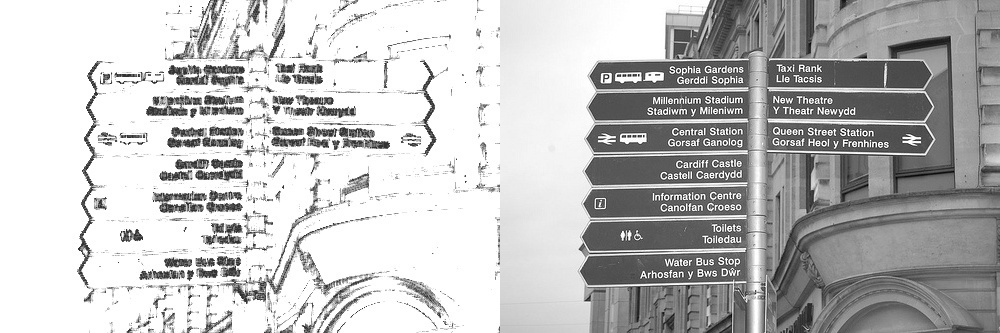 Sophia Gardens
Gerddi Sophia
Taxi Rank
Lle Tacsis
Millennium Stadium
Stadiwm y Mileniwm
New Theatre
Y Theatr Newydd
Central Station
Gorsaf Ganolog
Queen Street Station
Gorsaf Heol y Frenhines
Cardiff Castle
Castell Caerdydd
Information Centre
Canolfan Croeso
Toilets
Toiledau
Water Bus Stop
Arhosfan y Bws Dŵr
P
i